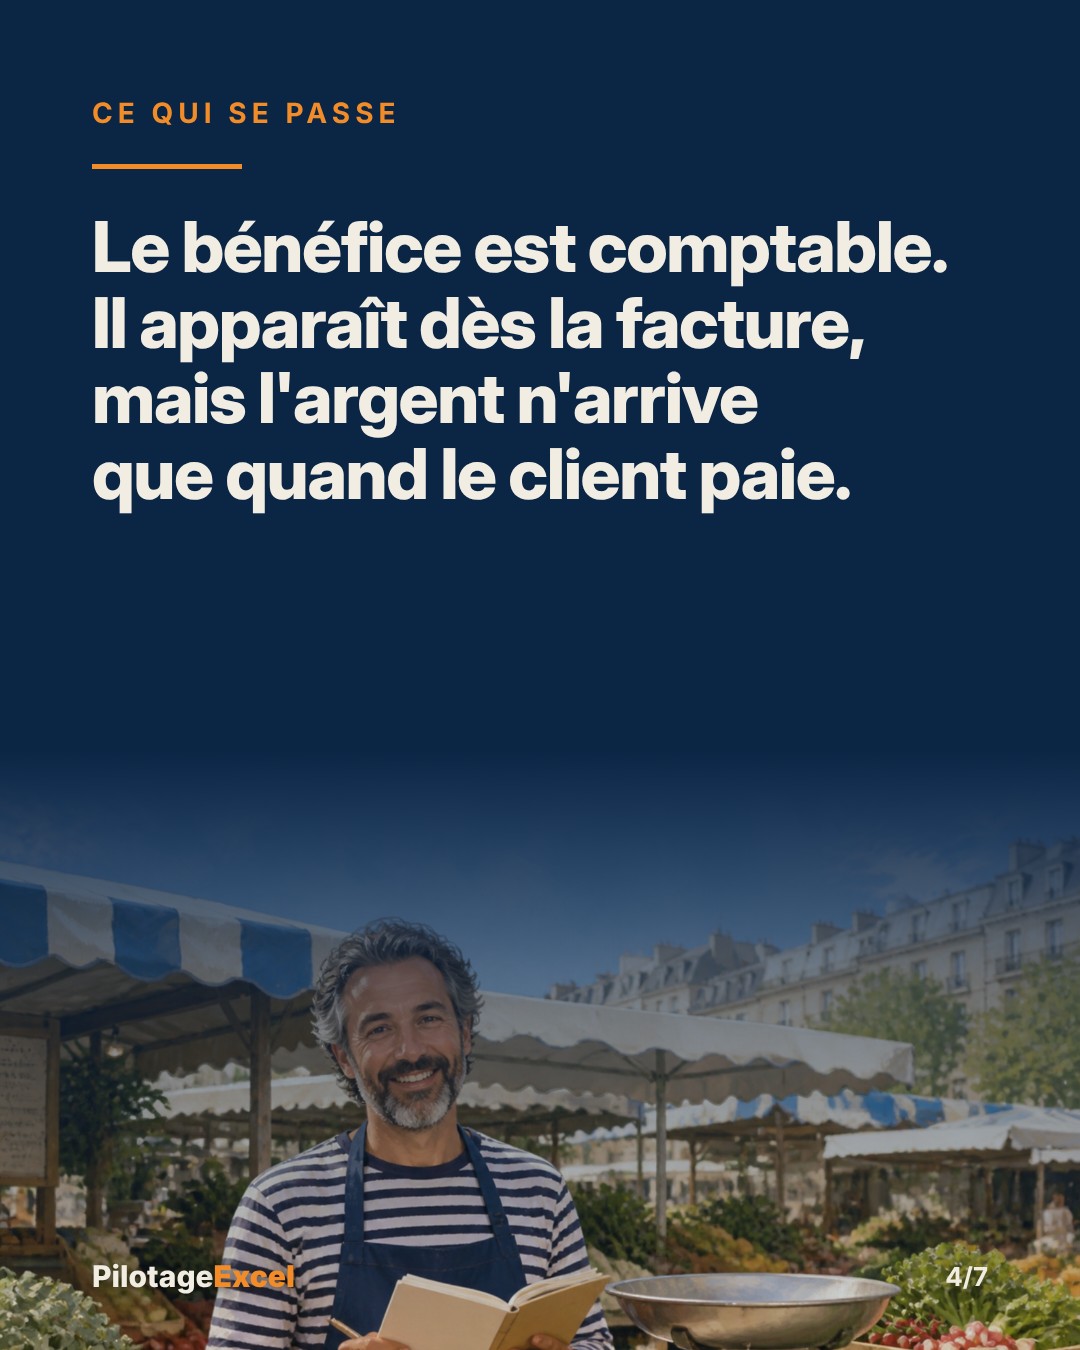 CE QUI SE PASSE
Le bénéfice est comptable.
Il apparaît dès la facture,
mais l'argent n'arrive
que quand le client paie.
PilotageExcel
4/7